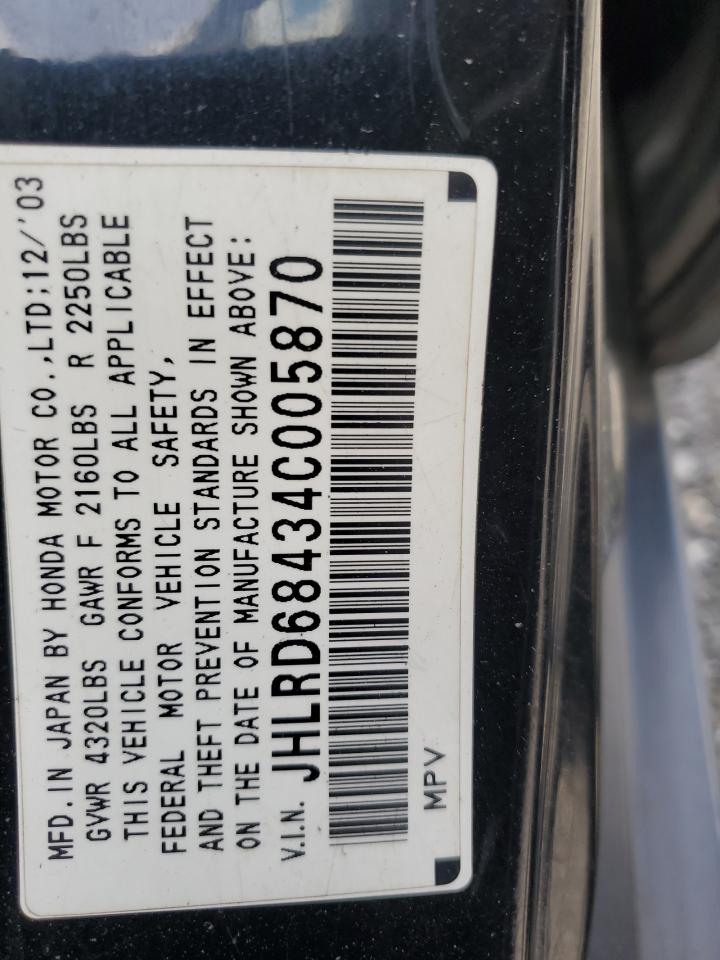 MFD.IN JAPAN BY HONDA MOTOR CO.,LTD:12/'03
GVWR 4320LBS GAWR F 2160LBS R 2250LBS
THIS VEHICLE CONFORMS TO ALL APPLICABLE
FEDERAL MOTOR VEHICLE SAFETY,
AND THEFT PREVENTION STANDARDS IN EFFECT
ON THE DATE OF MANUFACTURE SHOWN ABOVE:
V.I.N. JHLRD68434C005870
MPV